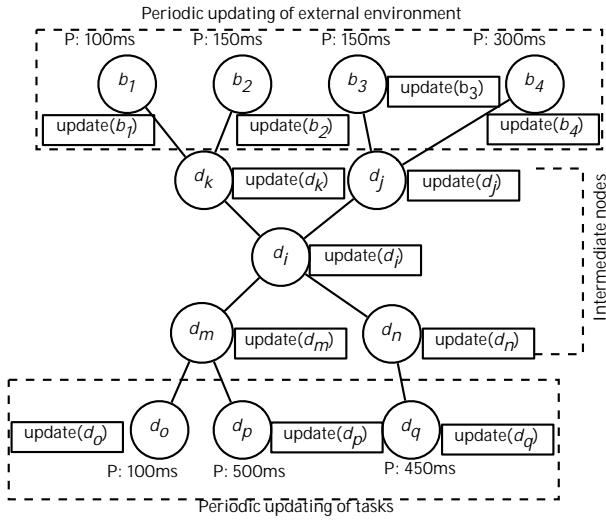 Periodic updating of external environment
P: 100ms P: 150ms P: 150ms P: 300ms
b1 b2 b3 b4
update(b3)
update(b1) update(b2) update(b4)
dk update(dk) dj update(dj)
Intermediate nodes
di update(di)
dm update(dm) dn update(dn)
update(do) do dp update(dp) dq update(dq)
P: 100ms P: 500ms P: 450ms
Periodic updating of tasks